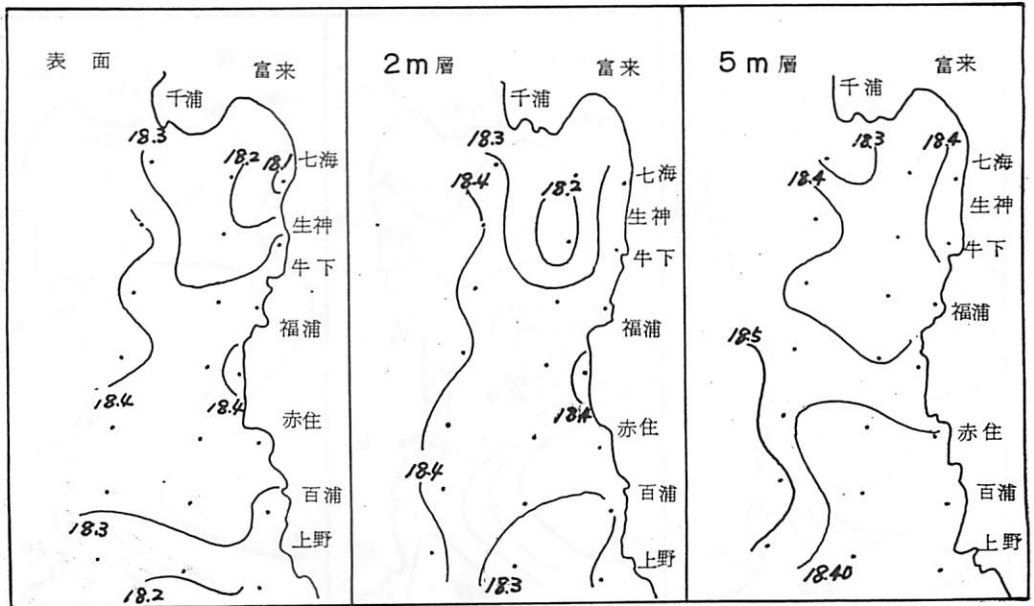 表面
富来
千浦
18.3
18.2
18.1
七海
生神
牛下
福浦
18.4
18.4
赤住
百浦
18.3
上野
18.2
2m層
富来
千浦
18.3
18.4
18.2
七海
生神
牛下
福浦
18.4
赤住
18.4
百浦
上野
18.3
5m層
富来
千浦
18.3
18.4
18.4
七海
生神
牛下
福浦
18.5
赤住
百浦
上野
18.40